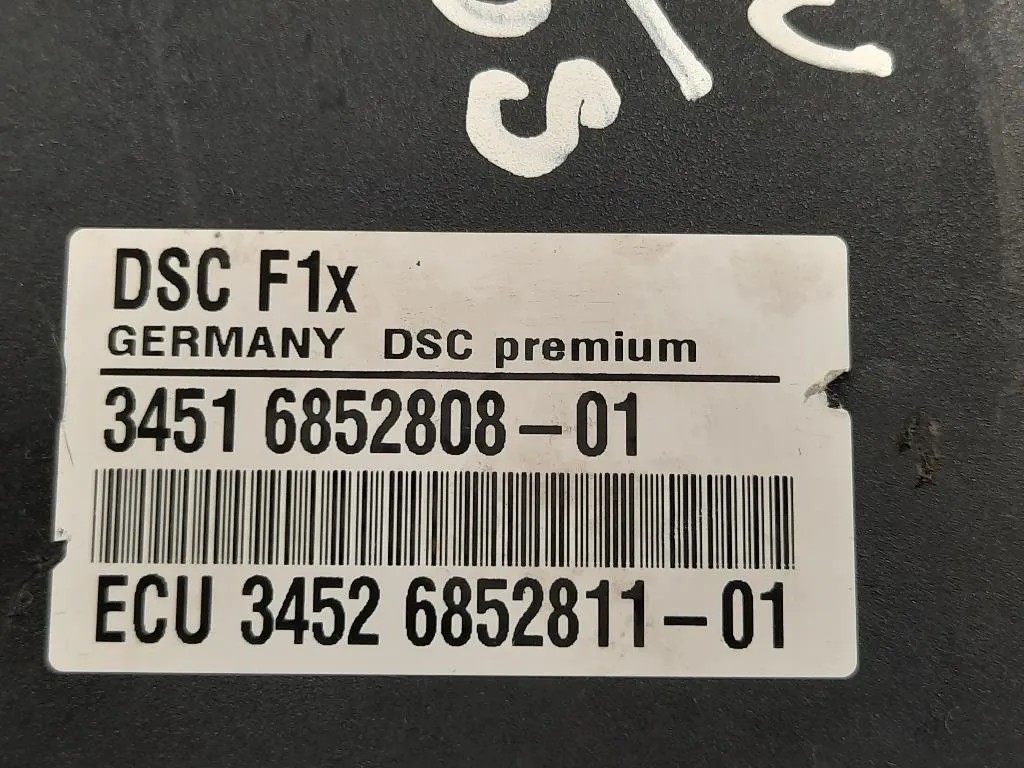 DSC F1x
GERMANY DSC premium
3451 6852808-01
ECU 3452 6852811-01